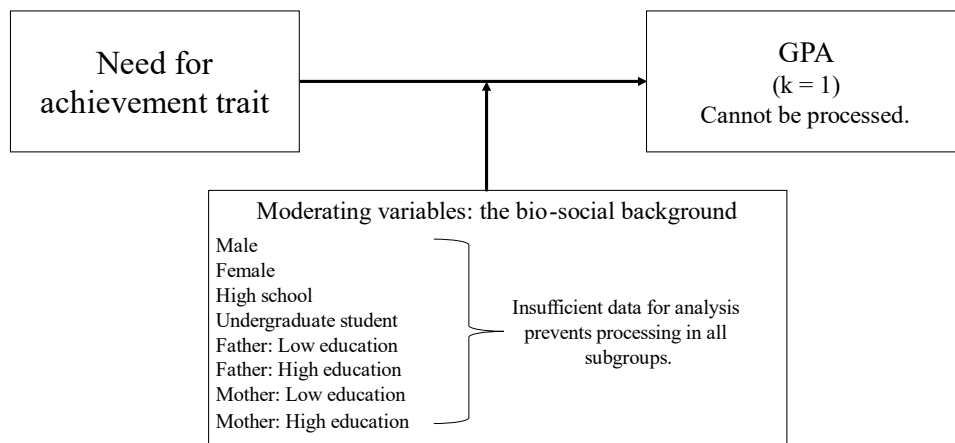 Need for
achievement trait
GPA
(k = 1)
Cannot be processed.
Moderating variables: the bio-social background
Male
Female
High school
Undergraduate student
Father: Low education
Father: High education
Mother: Low education
Mother: High education
Insufficient data for analysis
prevents processing in all
subgroups.